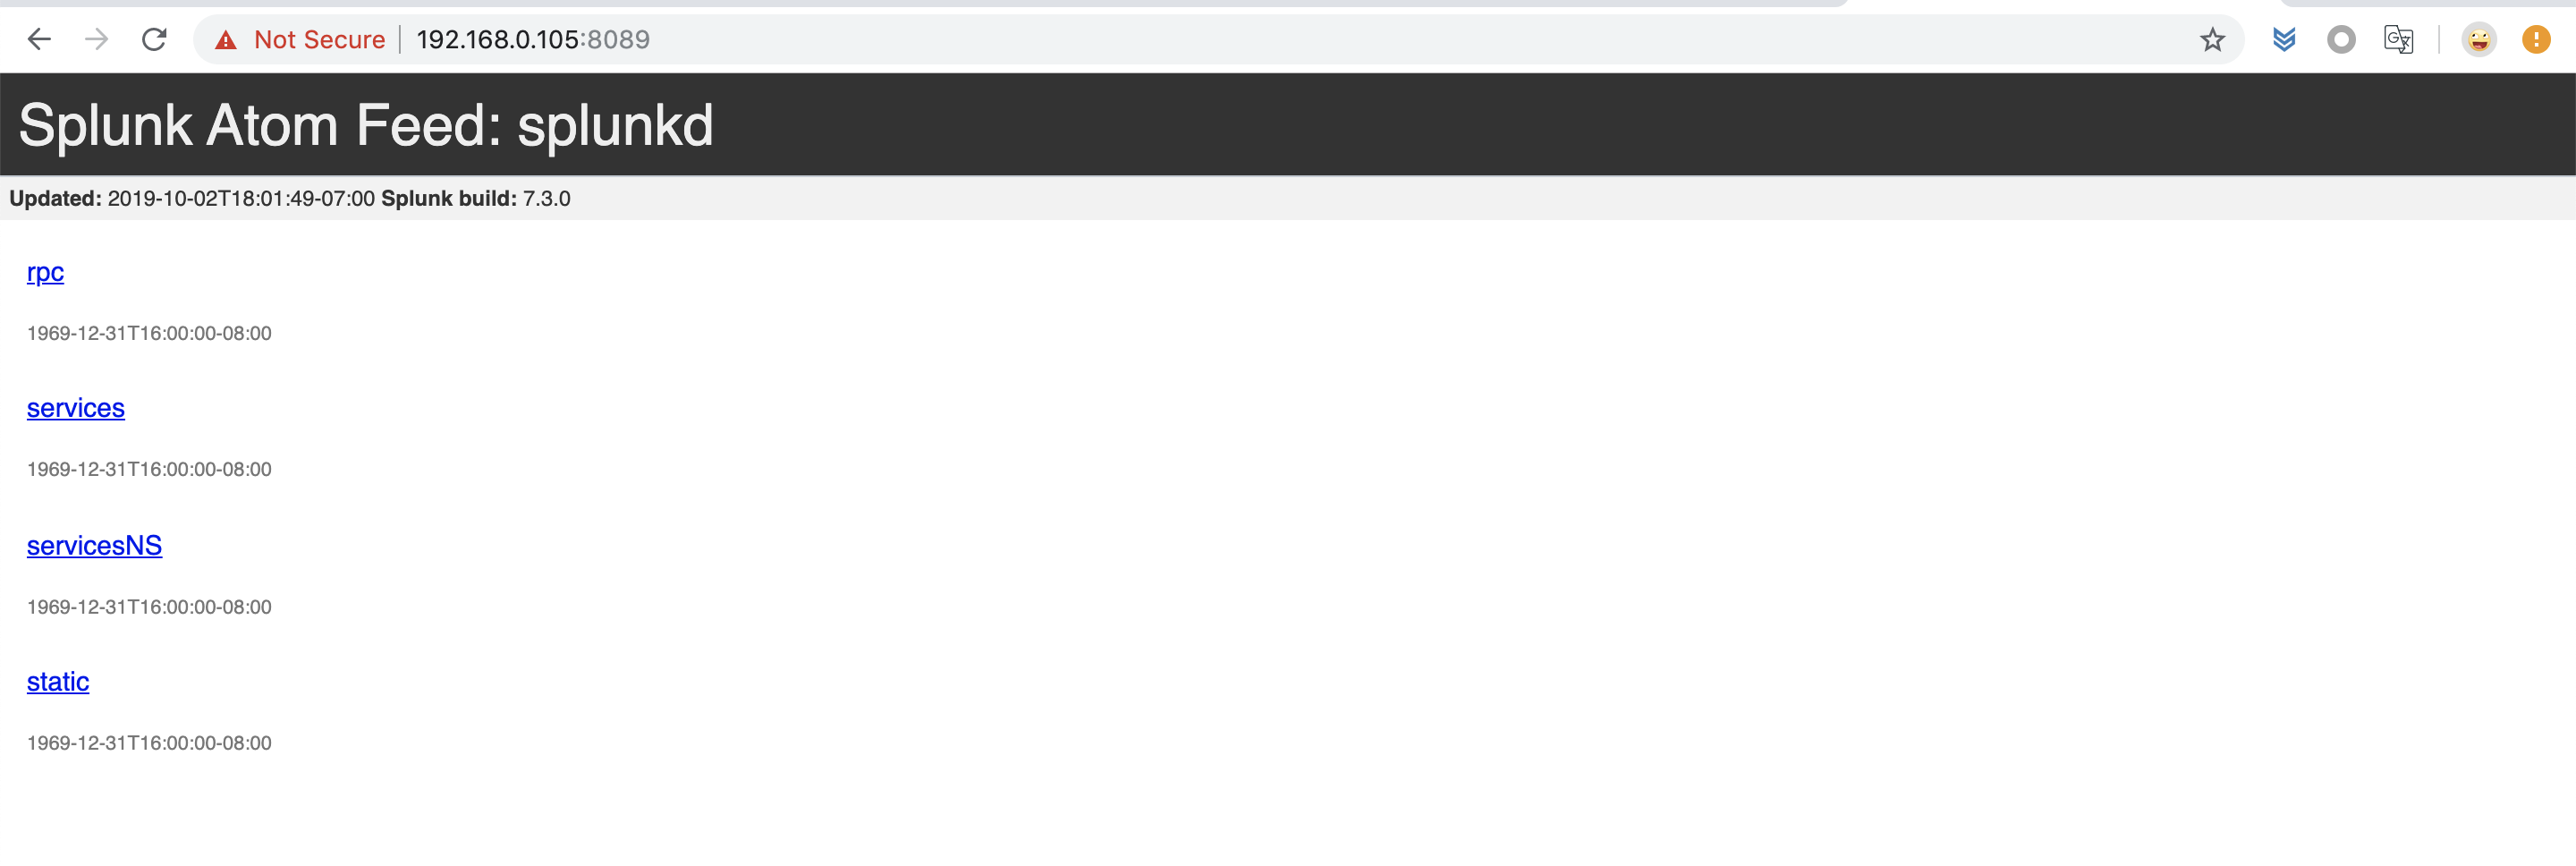 Not Secure | 192.168.0.105:8089
Splunk Atom Feed: splunkd
Updated: 2019-10-02T18:01:49-07:00 Splunk build: 7.3.0
rpc
1969-12-31T16:00:00-08:00
services
1969-12-31T16:00:00-08:00
servicesNS
1969-12-31T16:00:00-08:00
static
1969-12-31T16:00:00-08:00